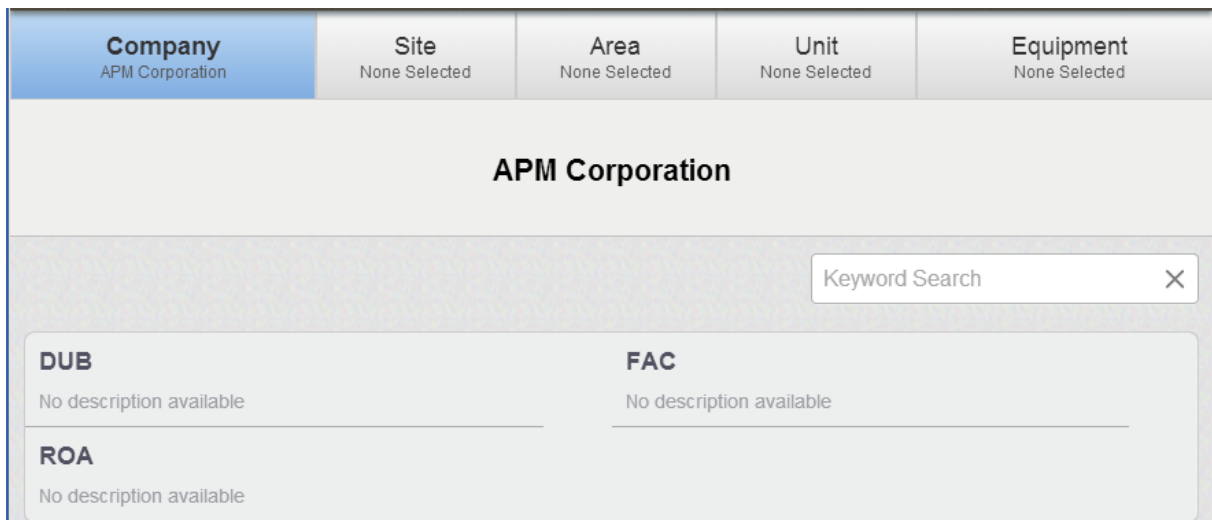 Company
APM Corporation
Site
None Selected
Area
None Selected
Unit
None Selected
Equipment
None Selected
APM Corporation
Keyword Search
DUB
No description available
FAC
No description available
ROA
No description available